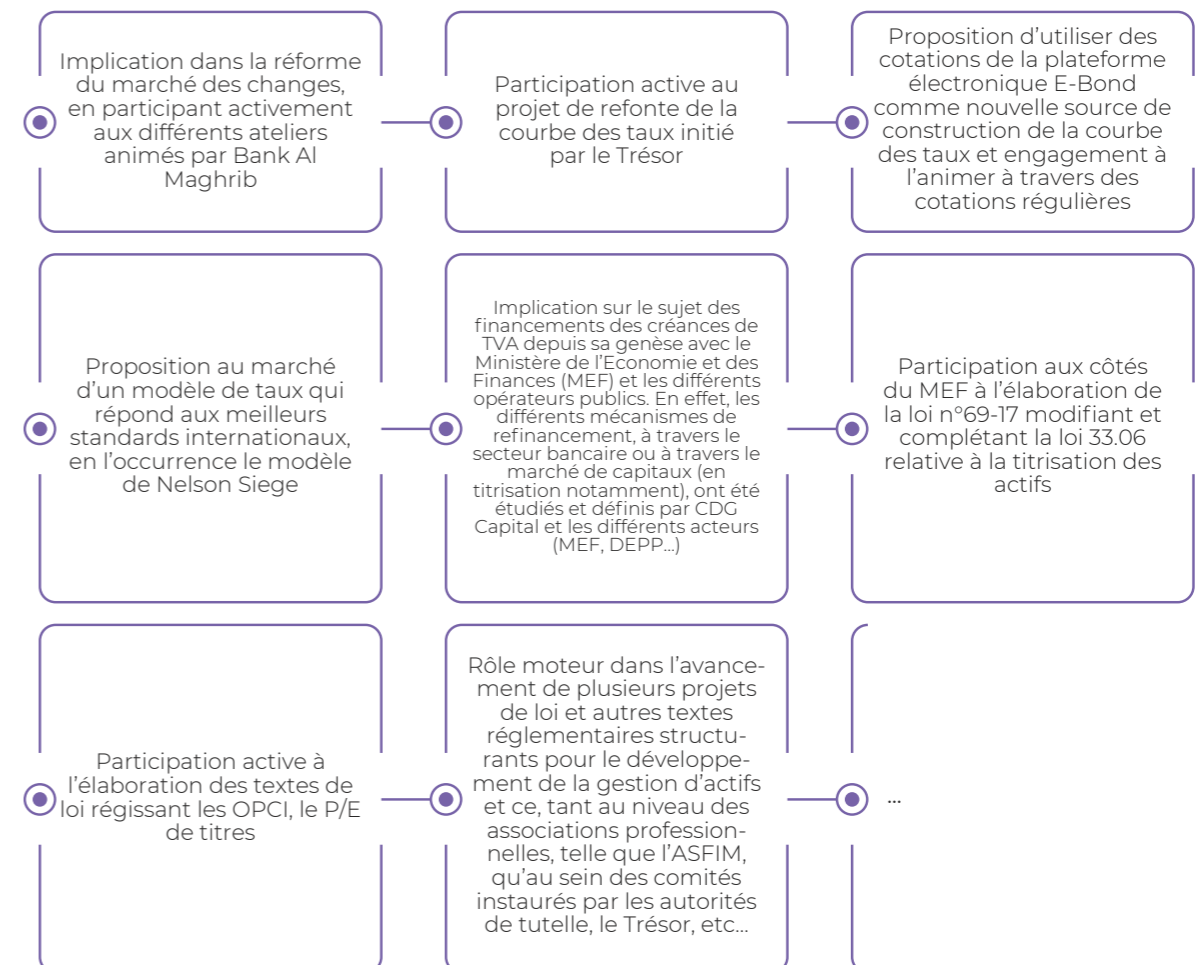 Implication dans la réforme
du marché des changes,
en participant activement
aux différents ateliers
animés par Bank Al
Maghrib
Participation active au
projet de refonte de la
courbe des taux initié
par le Trésor
Proposition d’utiliser des
cotations de la plateforme
électronique E-Bond
comme nouvelle source de
construction de la courbe
des taux et engagement à
l’animer à travers des
cotations régulières
Proposition au marché
d’un modèle de taux qui
répond aux meilleurs
standards internationaux,
en l’occurrence le modèle
de Nelson Siege
Implication sur le sujet des
financements des créances de
TVA depuis sa genèse avec le
Ministère de l’Economie et des
Finances (MEF) et les différents
opérateurs publics. En effet, les
différents mécanismes de
refinancement, à travers le
secteur bancaire ou à travers le
marché de capitaux (en
titrisation notamment), ont été
étudiés et définis par CDG
Capital et les différents acteurs
(MEF, DEPP...)
Participation aux côtés
du MEF à l’élaboration de
la loi n°69-17 modifiant et
complétant la loi 33.06
relative à la titrisation des
actifs
Participation active à
l’élaboration des textes de
loi régissant les OPCI, le P/E
de titres
Rôle moteur dans l’avance-
ment de plusieurs projets
de loi et autres textes
réglementaires structu-
rants pour le développe-
ment de la gestion d’actifs
et ce, tant au niveau des
associations profession-
nelles, telle que l’ASFIM,
qu’au sein des comités
instaurés par les autorités
de tutelle, le Trésor, etc...
...